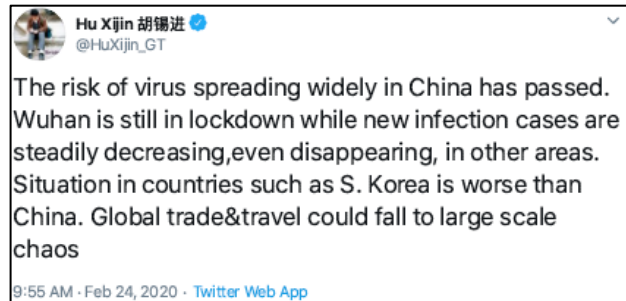 Hu Xijin 胡锡进
@HuXijin_GT
The risk of virus spreading widely in China has passed.
Wuhan is still in lockdown while new infection cases are
steadily decreasing,even disappearing, in other areas.
Situation in countries such as S. Korea is worse than
China. Global trade&travel could fall to large scale
chaos
9:55 AM · Feb 24, 2020 · Twitter Web App